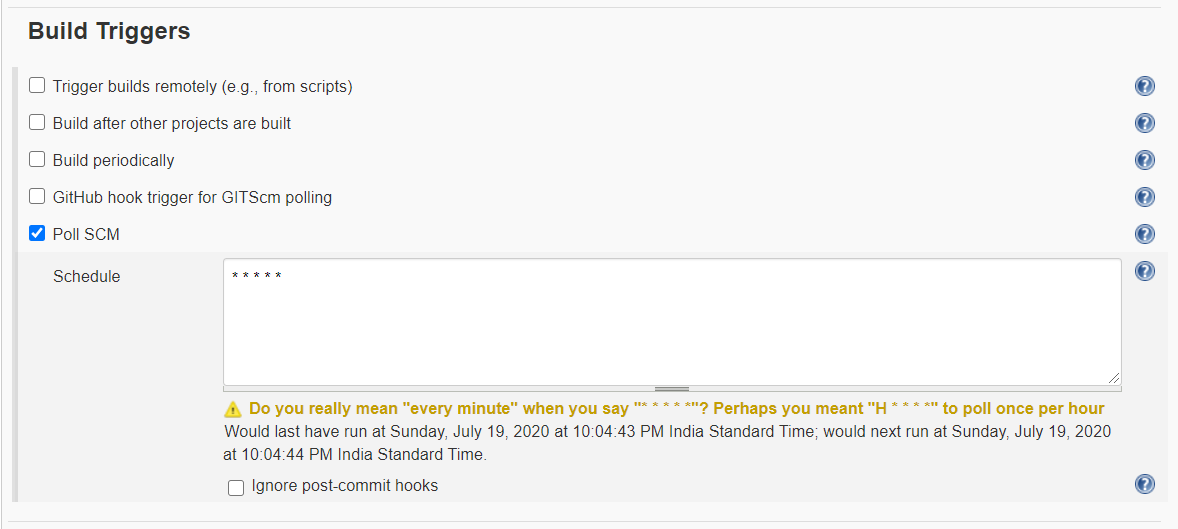 Build Triggers
Trigger builds remotely (e.g., from scripts)
Build after other projects are built
Build periodically
GitHub hook trigger for GITScm polling
Poll SCM
Schedule
* * * * *
Do you really mean "every minute" when you say "* * * * *"? Perhaps you meant "H * * * *" to poll once per hour
Would last have run at Sunday, July 19, 2020 at 10:04:43 PM India Standard Time; would next run at Sunday, July 19, 2020
at 10:04:44 PM India Standard Time.
Ignore post-commit hooks